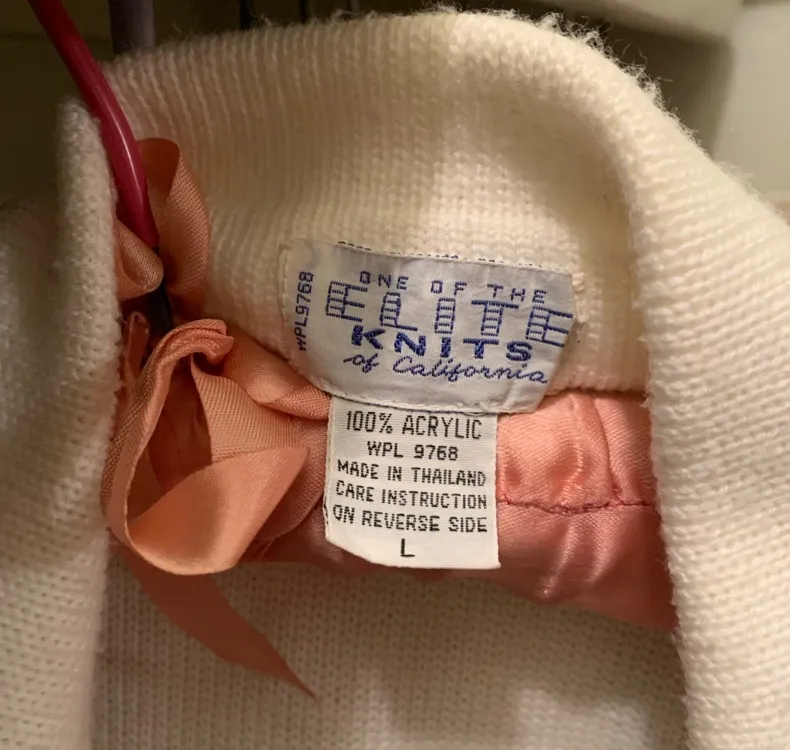 WPL9768
ONE OF THE
ELITE
KNITS
of California
100% ACRYLIC
WPL 9768
MADE IN THAILAND
CARE INSTRUCTION
ON REVERSE SIDE
L